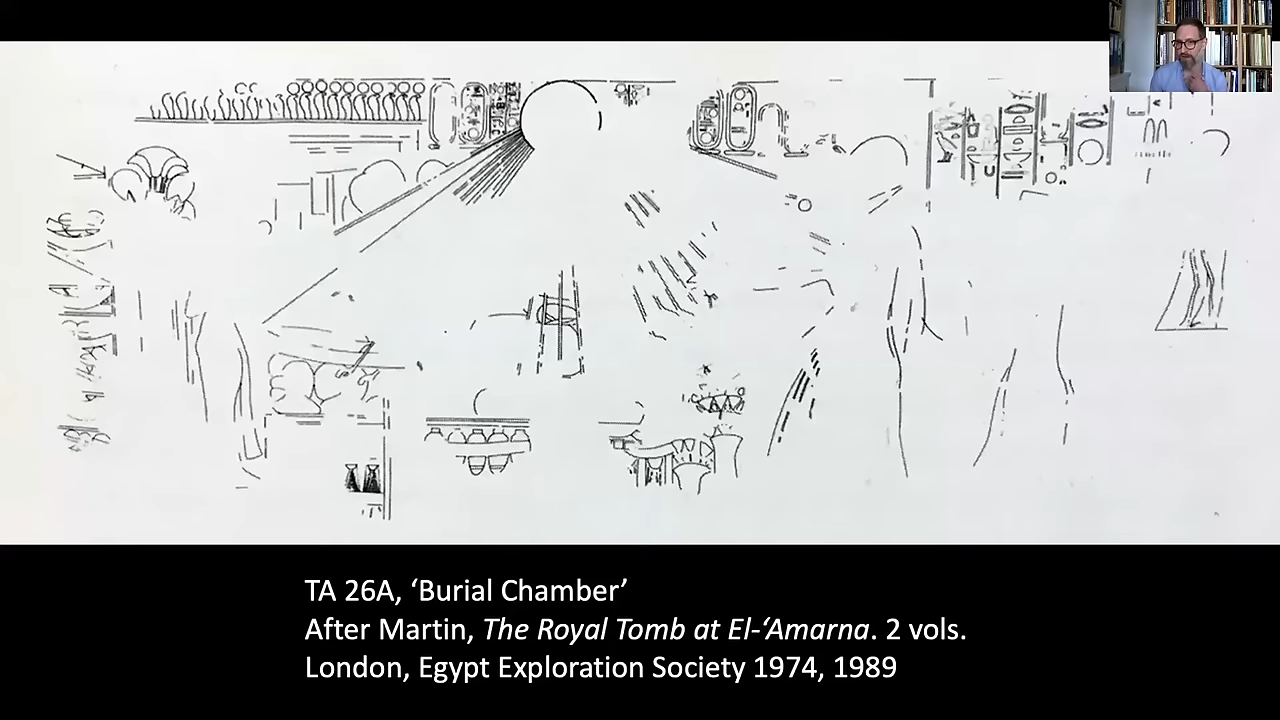 TA 26A, ‘Burial Chamber’
After Martin, The Royal Tomb at El-‘Amarna. 2 vols.
London, Egypt Exploration Society 1974, 1989